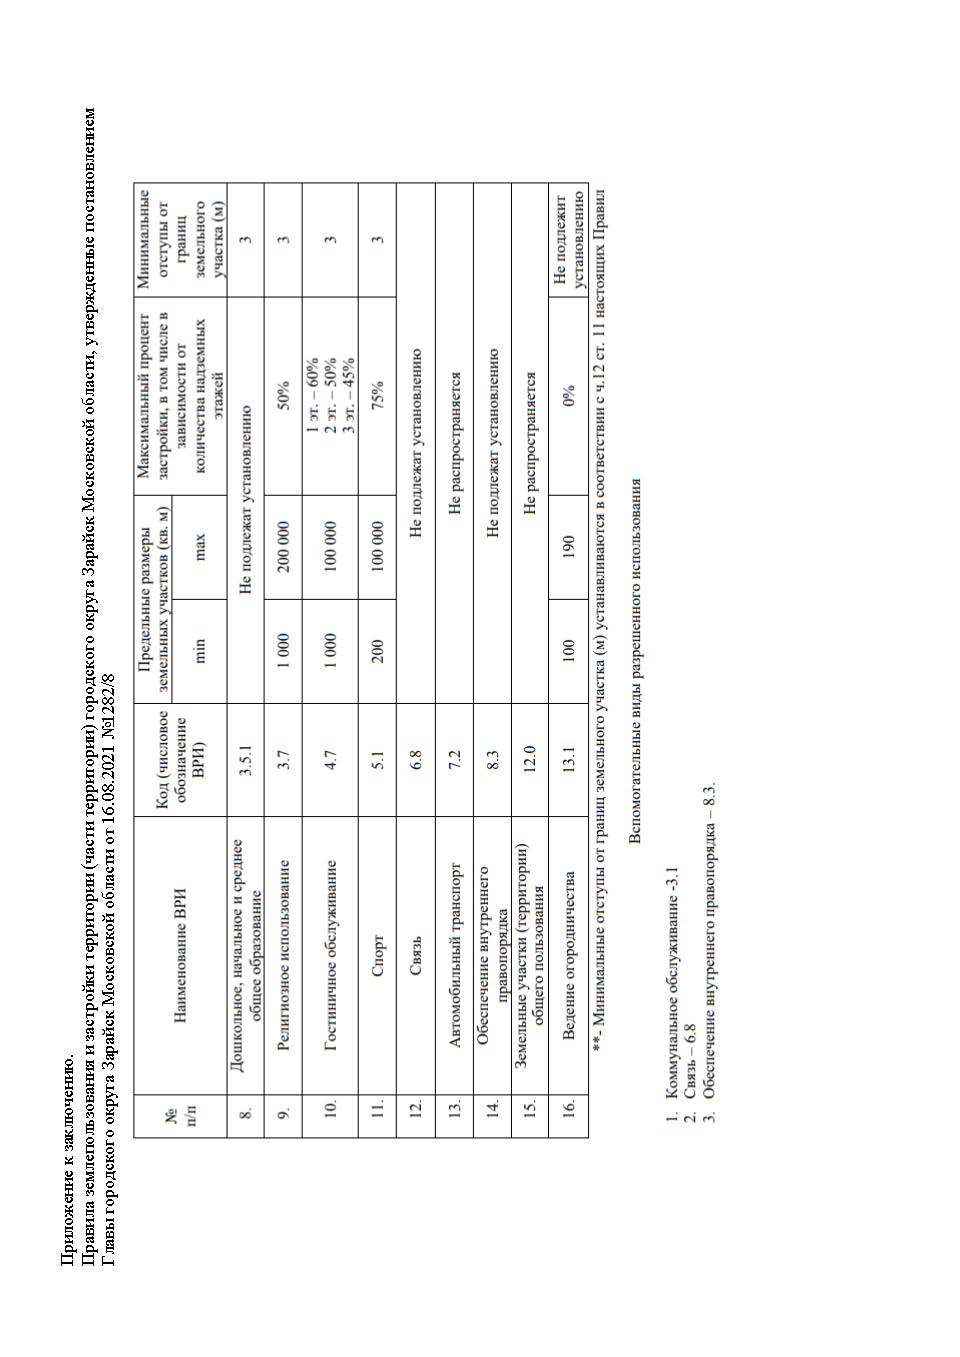 Приложение к заключению.
Правила землепользования и застройки территории (части территории) городского округа Зарайск Московской области, утвержденные постановлением
Главы городского округа Зарайск Московской области от 16.08.2021 №1282/8
№ п/п
Наименование ВРИ
Код (числовое обозначение ВРИ)
Предельные размеры земельных участков (кв. м)
min
max
Максимальный процент застройки, в том числе в зависимости от количества надземных этажей
Минимальные отступы от границ земельного участка (м)
8. Дошкольное, начальное и среднее общее образование 3.5.1 Не подлежат установлению 3
9. Религиозное использование 3.7 1 000 200 000 50% 3
10. Гостиничное обслуживание 4.7 1 000 100 000 1 эт. – 60% 2 эт. – 50% 3 эт. – 45% 3
11. Спорт 5.1 200 100 000 75% 3
12. Связь 6.8 Не подлежат установлению
13. Автомобильный транспорт 7.2 Не распространяется
14. Обеспечение внутреннего правопорядка 8.3 Не подлежат установлению
15. Земельные участки (территории) общего пользования 12.0 Не распространяется
16. Ведение огородничества 13.1 100 190 0% Не подлежит установлению
**- Минимальные отступы от границ земельного участка (м) устанавливаются в соответствии с ч.12 ст. 11 настоящих Правил
Вспомогательные виды разрешенного использования
1. Коммунальное обслуживание -3.1
2. Связь – 6.8
3. Обеспечение внутреннего правопорядка – 8.3.